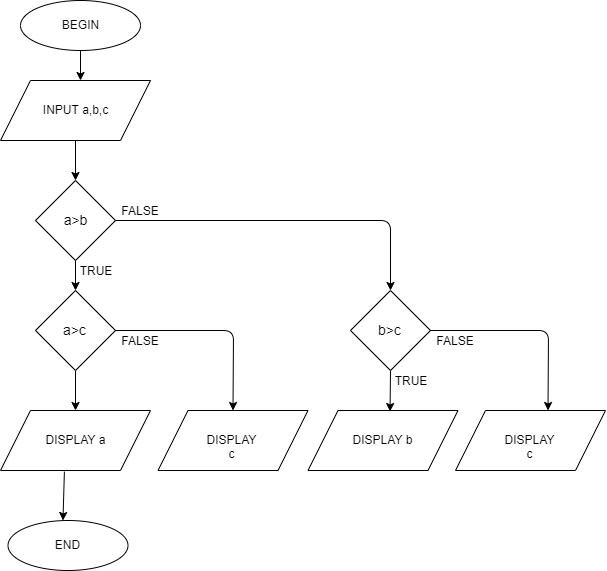 BEGIN
INPUT a,b,c
a>b
FALSE
TRUE
a>c
FALSE
b>c
FALSE
TRUE
DISPLAY a
DISPLAY
c
DISPLAY b
DISPLAY
c
END